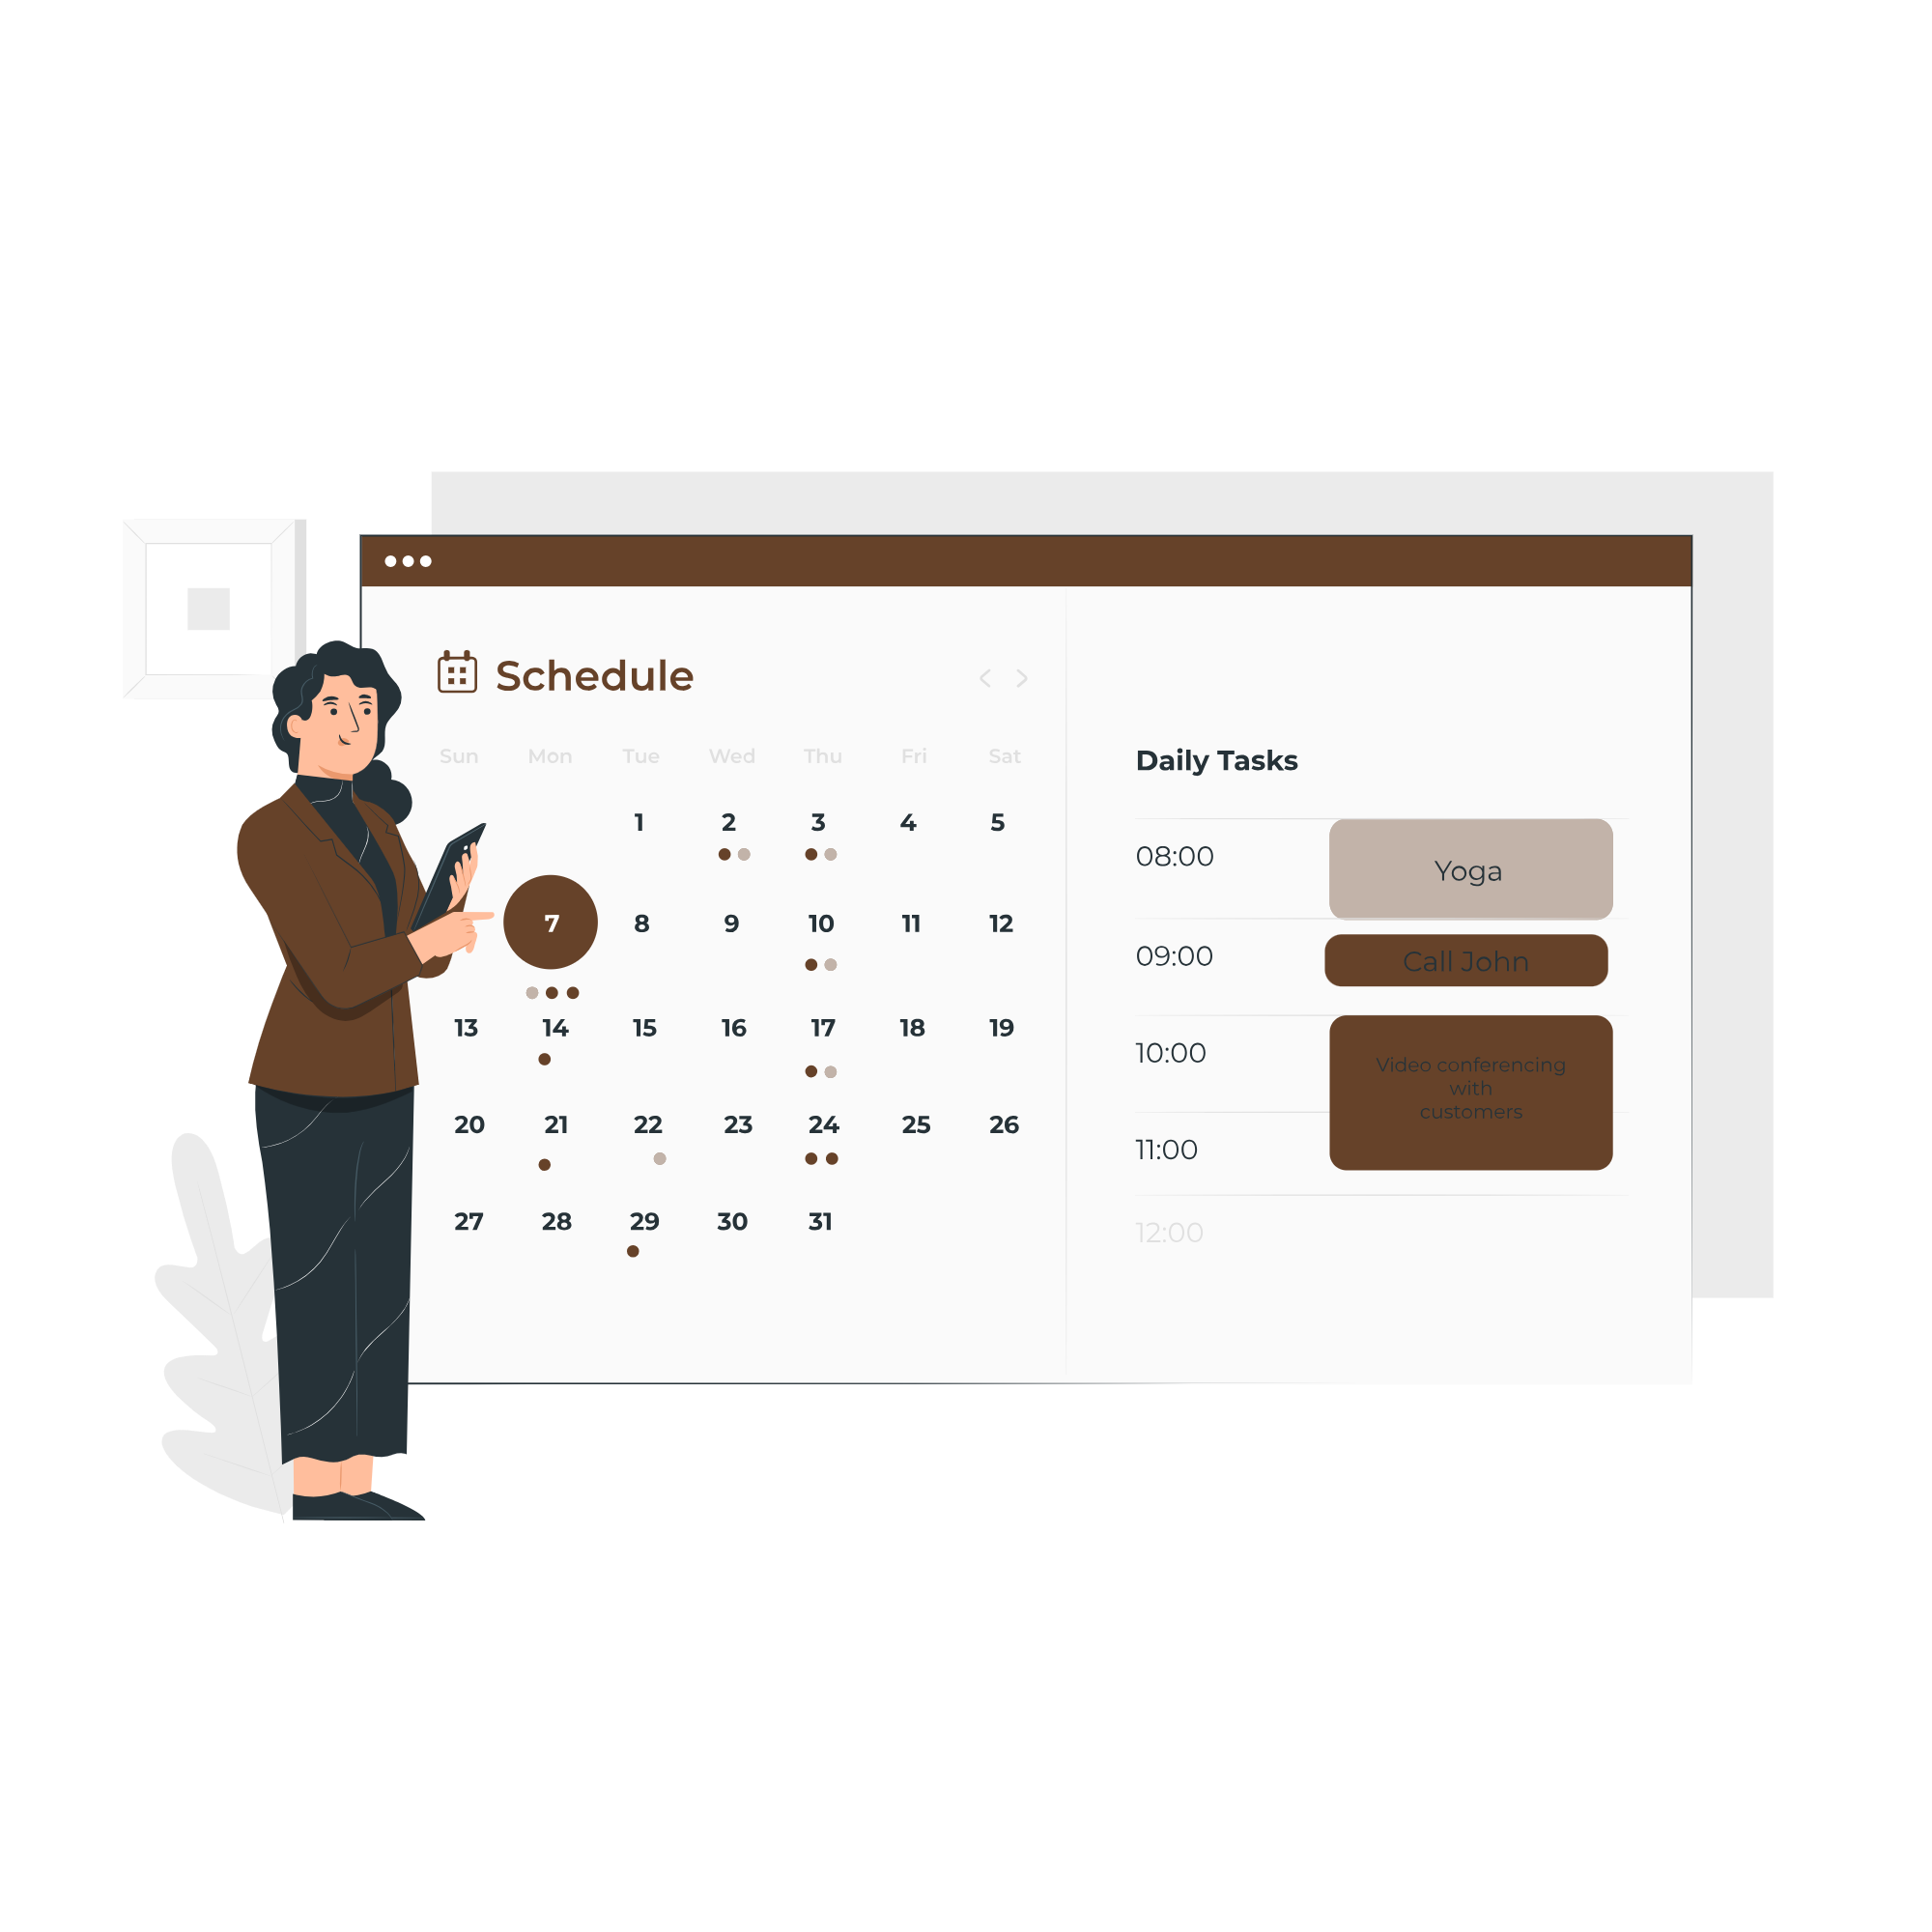 Schedule
Sun Mon Tue Wed Thu Fri Sat
1 2 3 4 5
7 8 9 10 11 12
13 14 15 16 17 18 19
20 21 22 23 24 25 26
27 28 29 30 31
Daily Tasks
08:00
Yoga
09:00
Call John
10:00
Video conferencing
with
customers
11:00
12:00